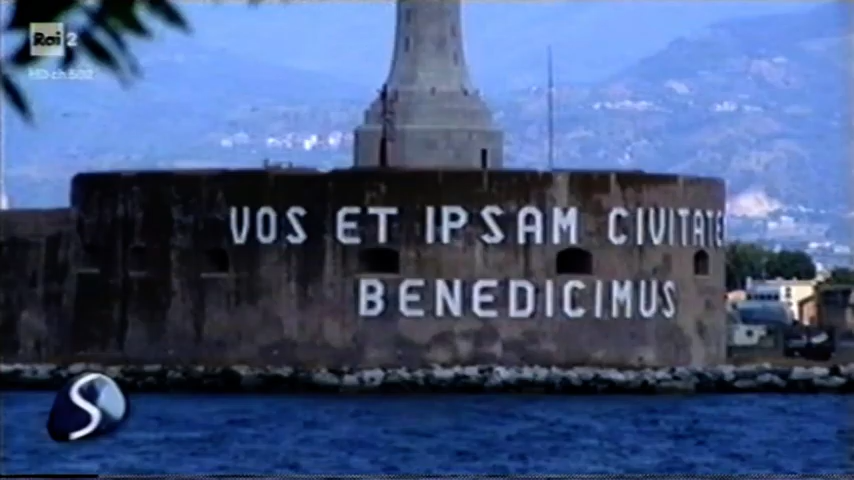 Rai 2
HD ch.502
VOS ET IPSAM CIVITATE
BENEDICIMUS
S